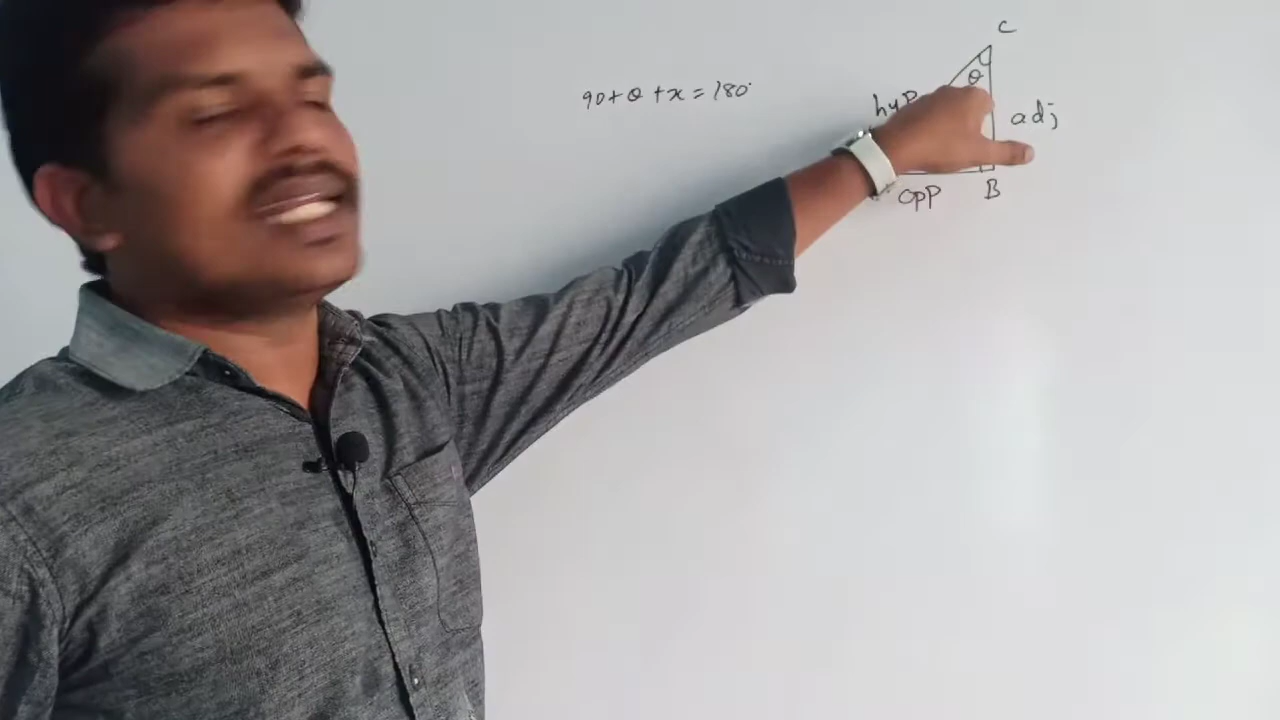 C
90+θ+x=180°
θ
hyp
adj
opp
B